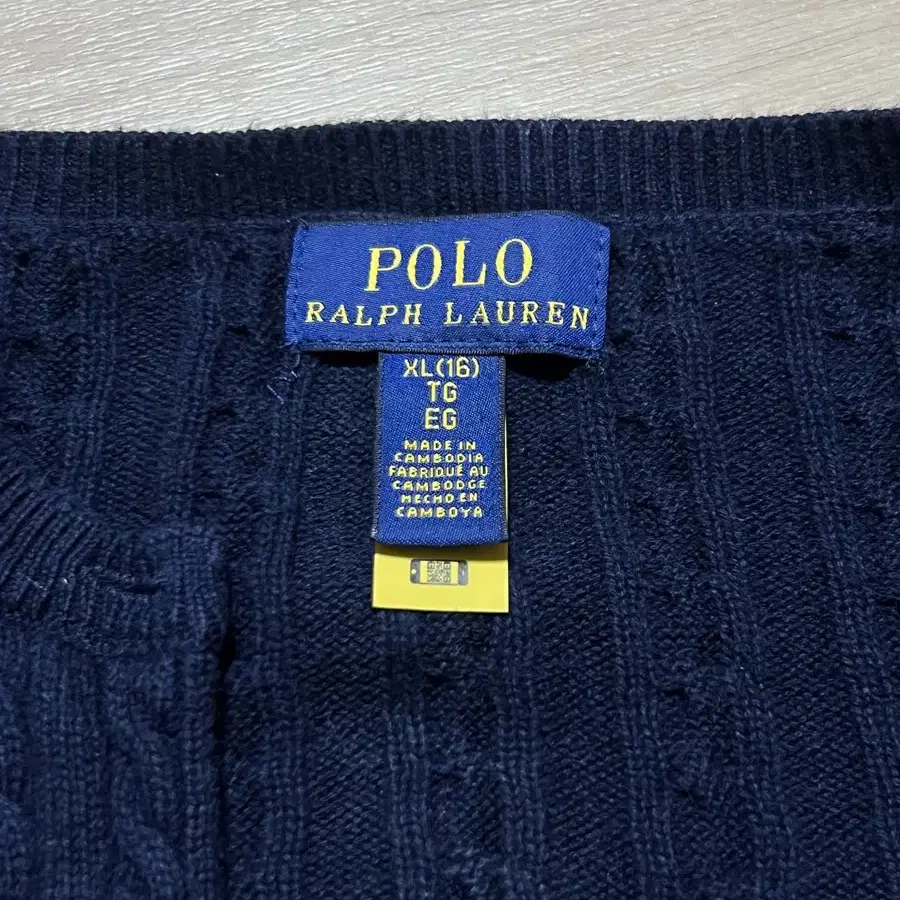 POLO
RALPH LAUREN
XL(16)
TG
EG
MADE IN
CAMBODIA
FABRIQUÉ AU
CAMBODGE
HECHO EN
CAMBOYA